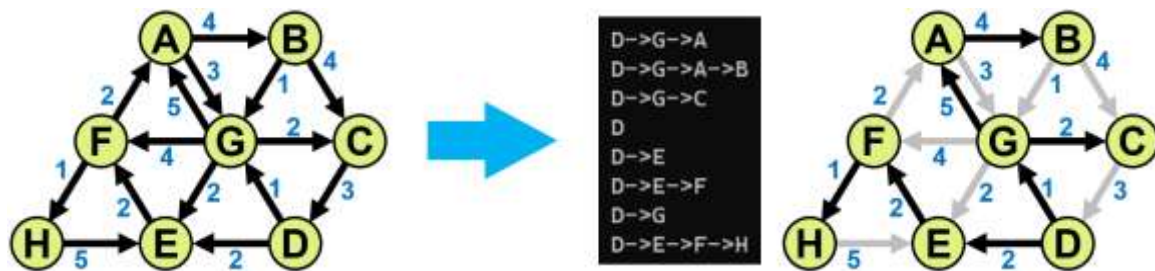 A 4 B
2 3 5 1 4
F 4 G 2 C
1 2 2 1 3
H 5 E 2 D
D->G->A
D->G->A->B
D->G->C
D
D->E
D->E->F
D->G
D->E->F->H
A 4 B
2 3 5 1 4
F 4 G 2 C
1 2 2 1 3
H 5 E 2 D